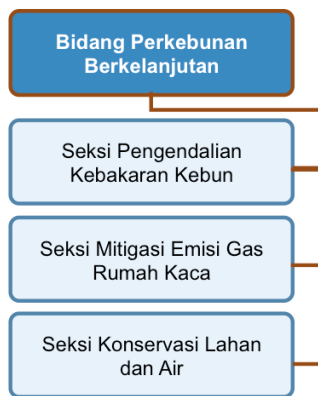 Bidang Perkebunan
Berkelanjutan
Seksi Pengendalian
Kebakaran Kebun
Seksi Mitigasi Emisi Gas
Rumah Kaca
Seksi Konservasi Lahan
dan Air